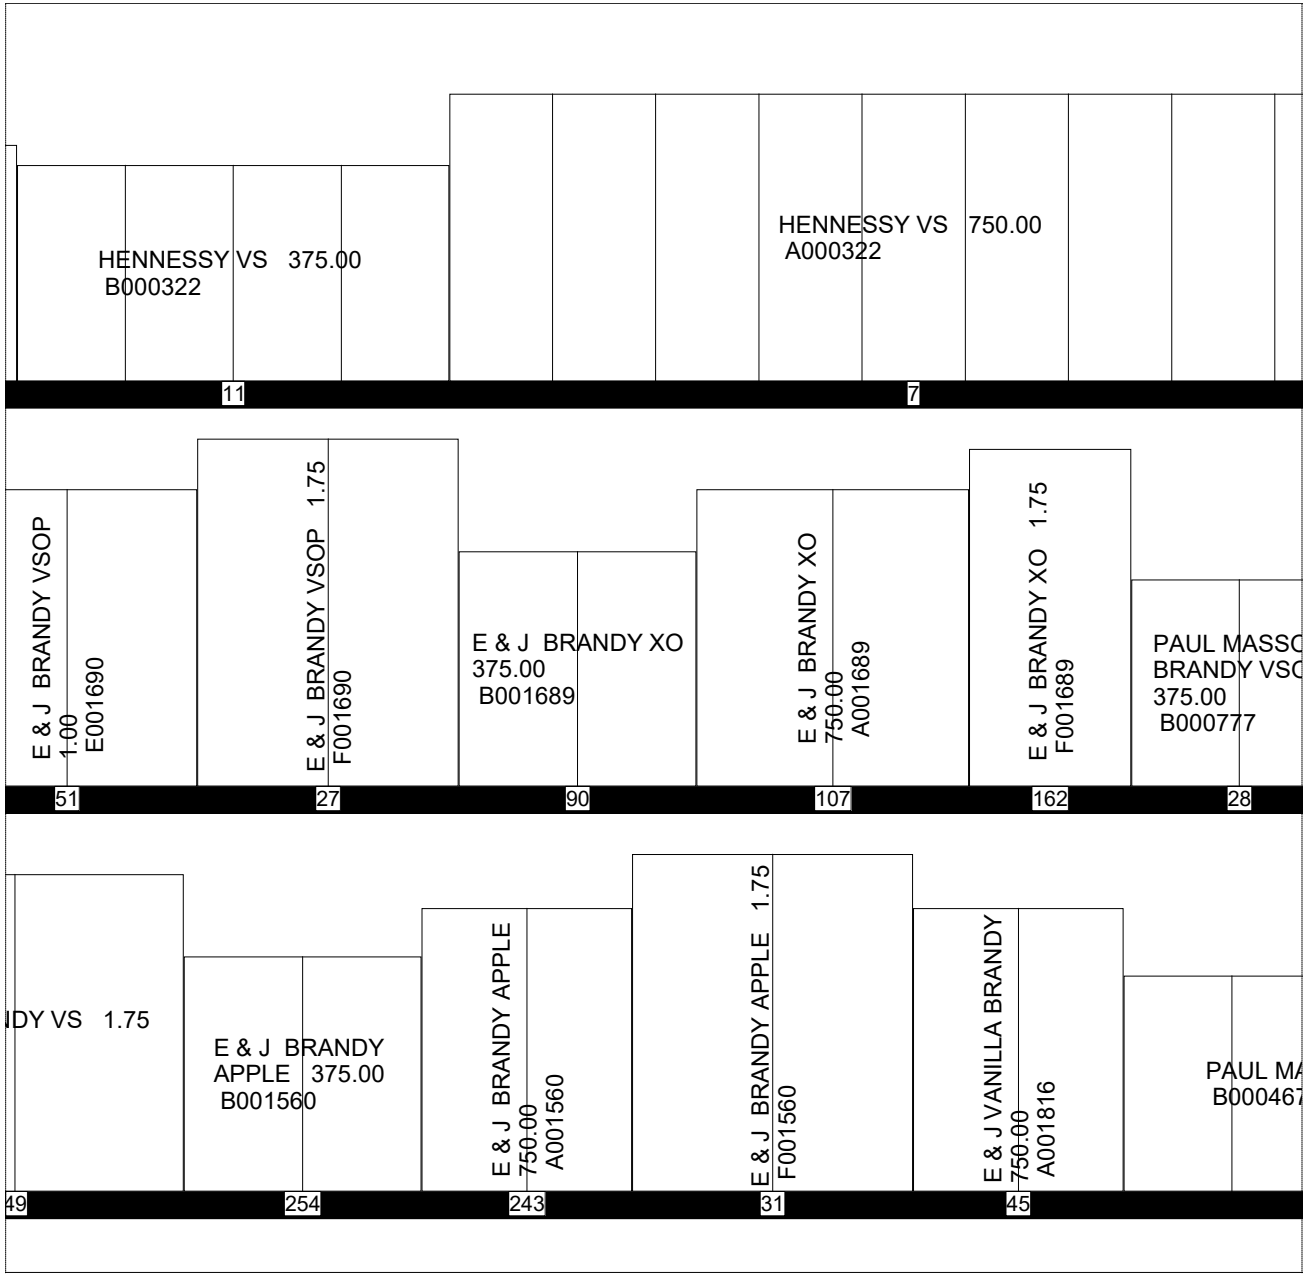 HENNESSY VS   375.00
B000322
HENNESSY VS   750.00
A000322
11
7
E & J  BRANDY VSOP
1.00
E001690
E & J  BRANDY VSOP   1.75
F001690
E & J  BRANDY XO
375.00
B001689
E & J  BRANDY XO
750.00
A001689
E & J  BRANDY XO   1.75
F001689
PAUL MASSO
BRANDY VSO
375.00
B000777
51
27
90
107
162
28
NDY VS   1.75
E & J  BRANDY
APPLE   375.00
B001560
E & J  BRANDY APPLE
750.00
A001560
E & J  BRANDY APPLE   1.75
F001560
E & J VANILLA BRANDY
750.00
A001816
PAUL MA
B000467
49
254
243
31
45